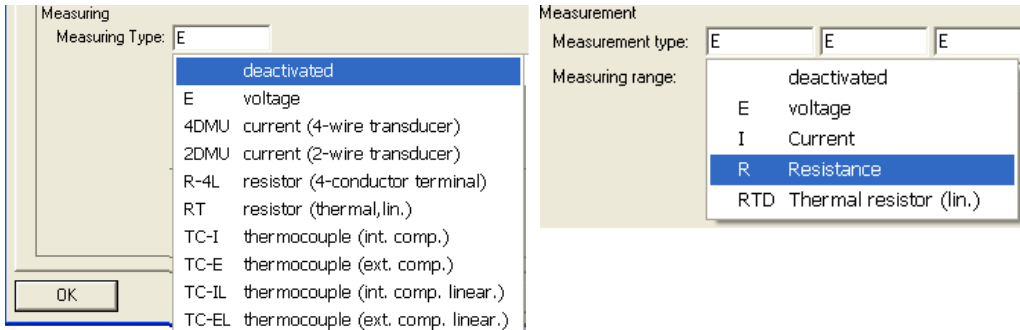 Measuring
Measuring Type: E
deactivated
E voltage
4DMU current (4-wire transducer)
2DMU current (2-wire transducer)
R-4L resistor (4-conductor terminal)
RT resistor (thermal,lin.)
TC-I thermocouple (int. comp.)
TC-E thermocouple (ext. comp.)
TC-IL thermocouple (int. comp. linear.)
TC-EL thermocouple (ext. comp. linear.)
OK
Measurement
Measurement type: E E E
Measuring range:
deactivated
E voltage
I Current
R Resistance
RTD Thermal resistor (lin.)